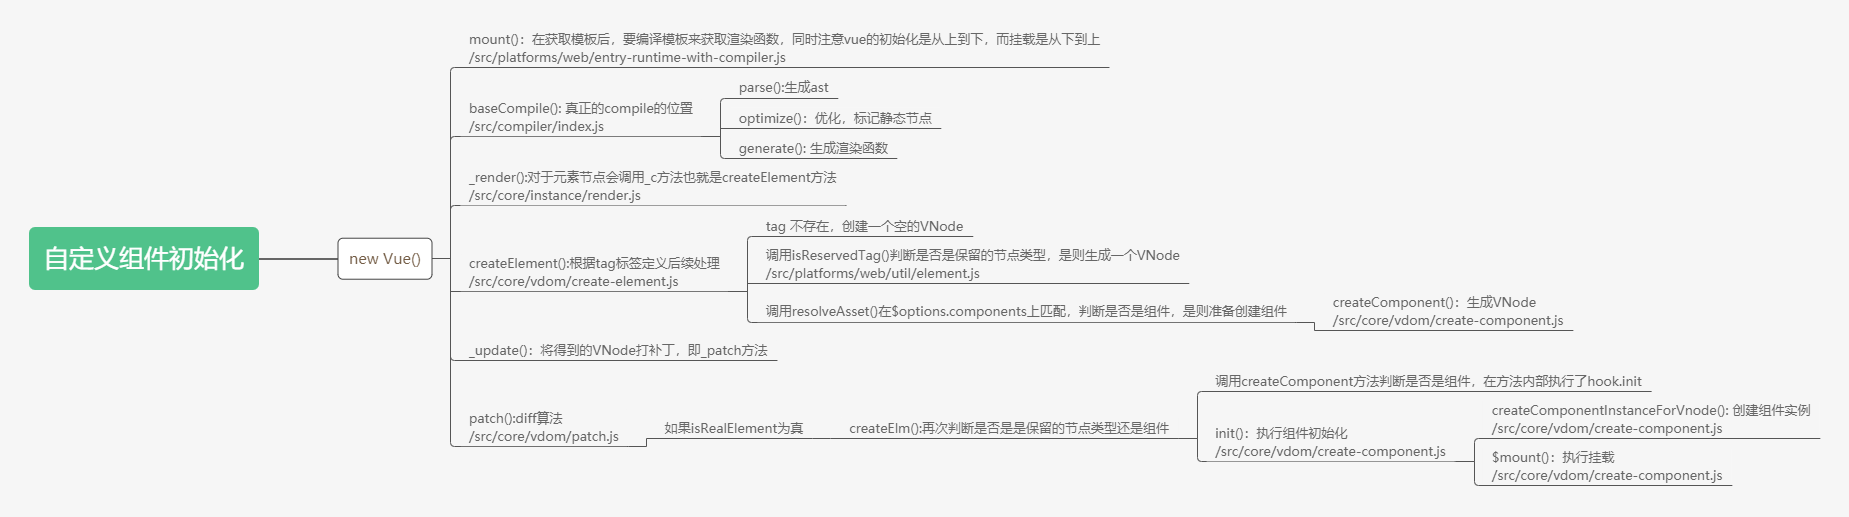 自定义组件初始化
new Vue()
mount()：在获取模板后，要编译模板来获取渲染函数，同时注意vue的初始化是从上到下，而挂载是从下到上
/src/platforms/web/entry-runtime-with-compiler.js
baseCompile(): 真正的compile的位置
/src/compiler/index.js
parse():生成ast
optimize()：优化，标记静态节点
generate(): 生成渲染函数
_render():对于元素节点会调用_c方法也就是createElement方法
/src/core/instance/render.js
createElement():根据tag标签定义后续处理
/src/core/vdom/create-element.js
tag 不存在，创建一个空的VNode
调用isReservedTag()判断是否是保留的节点类型，是则生成一个VNode
/src/platforms/web/util/element.js
调用resolveAsset()在$options.components上匹配，判断是否是组件，是则准备创建组件
createComponent()：生成VNode
/src/core/vdom/create-component.js
_update()：将得到的VNode打补丁，即_patch方法
patch():diff算法
/src/core/vdom/patch.js
如果isRealElement为真
createElm():再次判断是否是是保留的节点类型还是组件
调用createComponent方法判断是否是组件，在方法内部执行了hook.init
init()：执行组件初始化
/src/core/vdom/create-component.js
createComponentInstanceForVnode(): 创建组件实例
/src/core/vdom/create-component.js
$mount()：执行挂载
/src/core/vdom/create-component.js